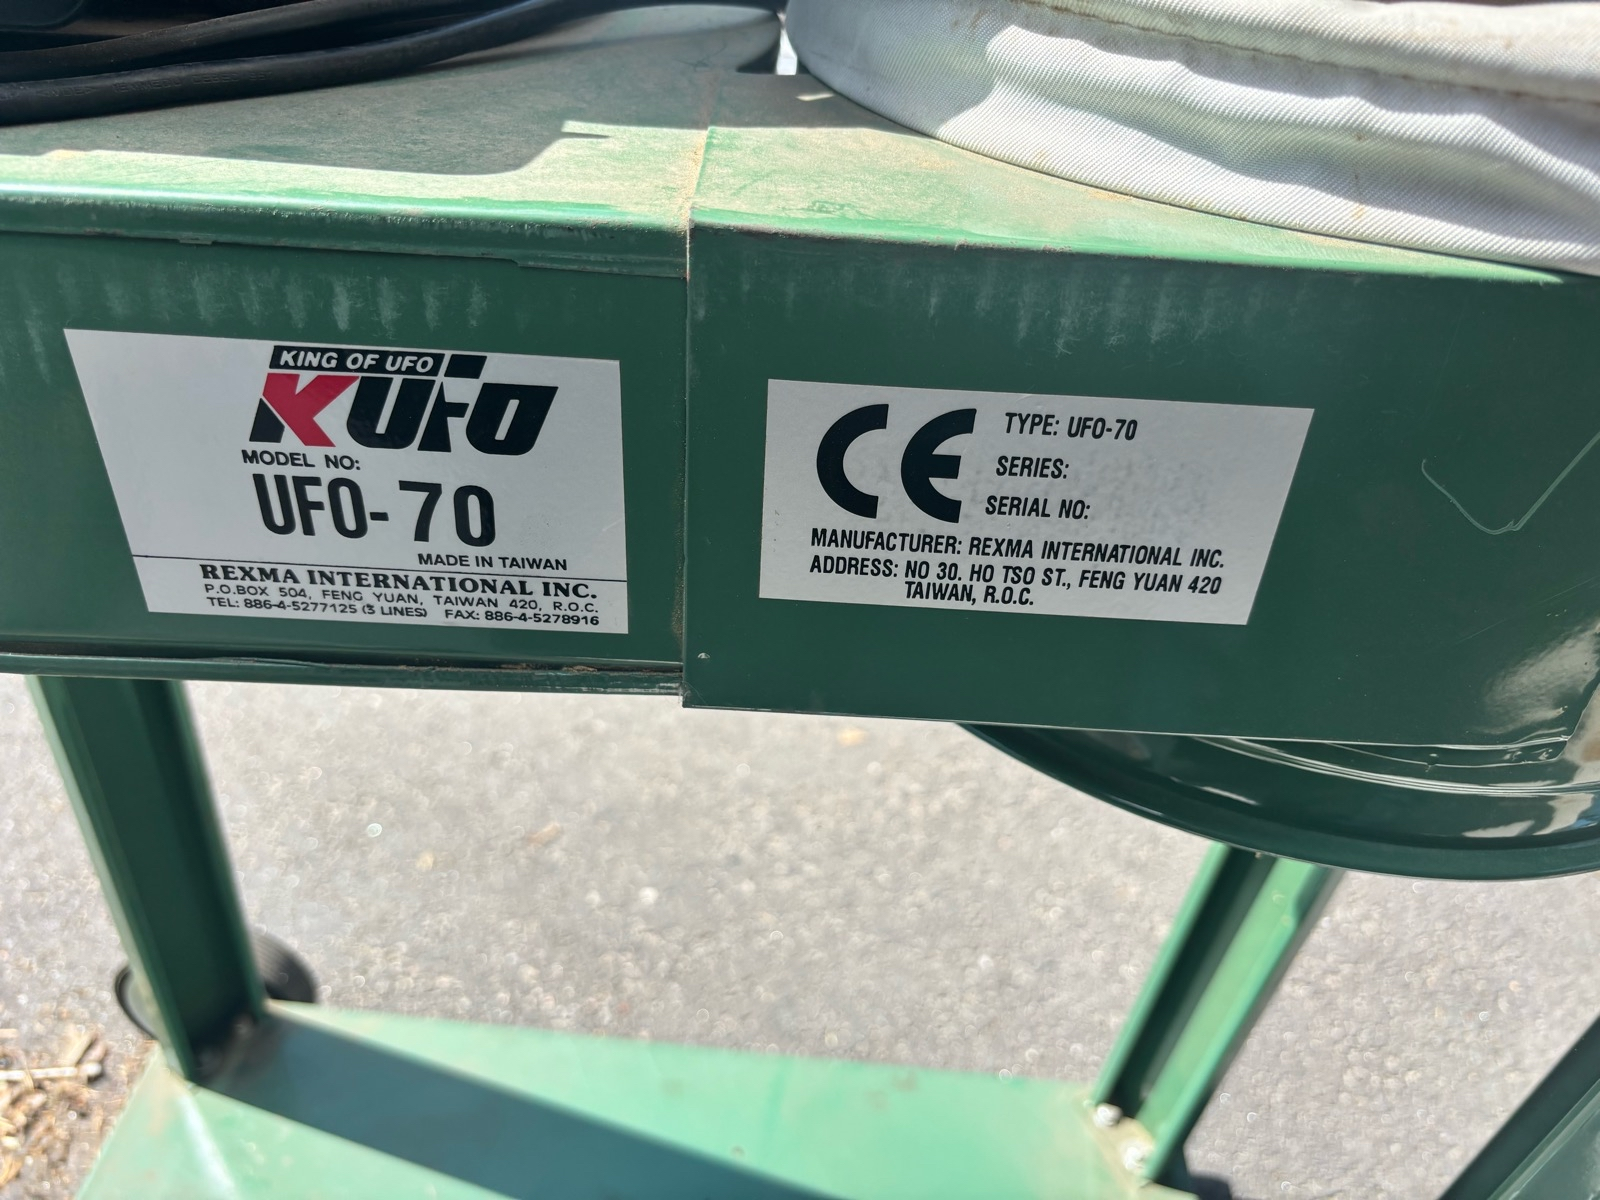 KING OF UFO
KUFO
MODEL NO:
UFO-70
MADE IN TAIWAN
REXMA INTERNATIONAL INC.
P.O.BOX 504, FENG YUAN, TAIWAN 420, R.O.C.
TEL: 886-4-5277125 (3 LINES) FAX: 886-4-5278916
CE
TYPE: UFO-70
SERIES:
SERIAL NO:
MANUFACTURER: REXMA INTERNATIONAL INC.
ADDRESS: NO 30. HO TSO ST., FENG YUAN 420
TAIWAN, R.O.C.